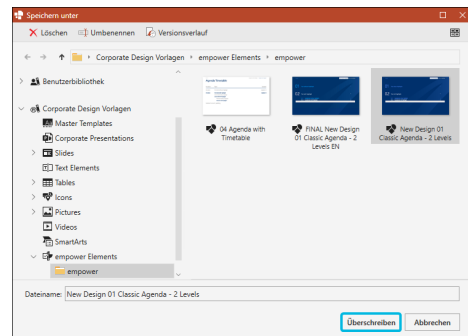 Speichern unter
Löschen Umbenennen Versionsverlauf
Corporate Design Vorlagen empower Elements empower
Benutzerbibliothek
Corporate Design Vorlagen
Master Templates
Corporate Presentations
Slides
Text Elements
Tables
Icons
Pictures
Videos
SmartArts
empower Elements
empower
04 Agenda with
Timetable
FINAL New Design
01 Classic Agenda - 2
Levels EN
New Design 01
Classic Agenda - 2 Levels
Dateiname: New Design 01 Classic Agenda - 2 Levels
Überschreiben Abbrechen